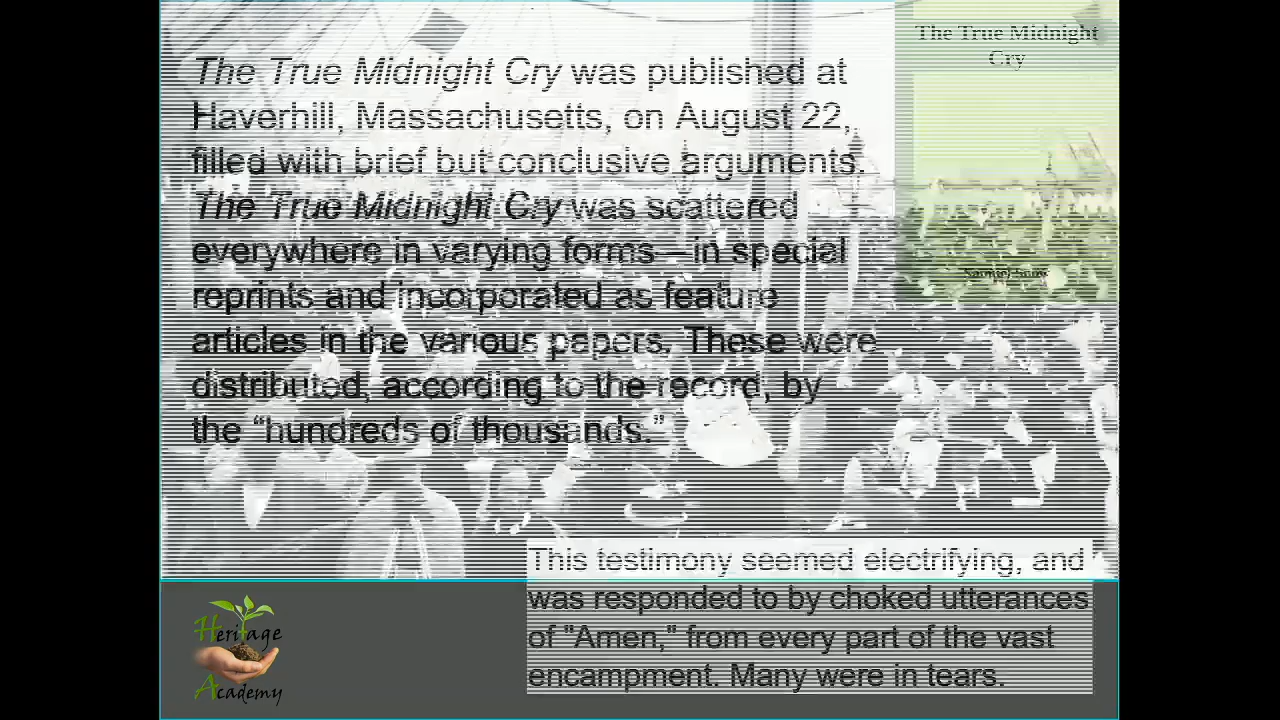 The True Midnight
Cry
Samuel Snow
The True Midnight Cry was published at
Haverhill, Massachusetts, on August 22,
filled with brief but conclusive arguments.
The True Midnight Cry was scattered
everywhere in varying forms—in special
reprints and incorporated as feature
articles in the various papers. These were
distributed, according to the record, by
the “hundreds of thousands.”
This testimony seemed electrifying, and
was responded to by choked utterances
of "Amen," from every part of the vast
encampment. Many were in tears.
Heritage
Academy